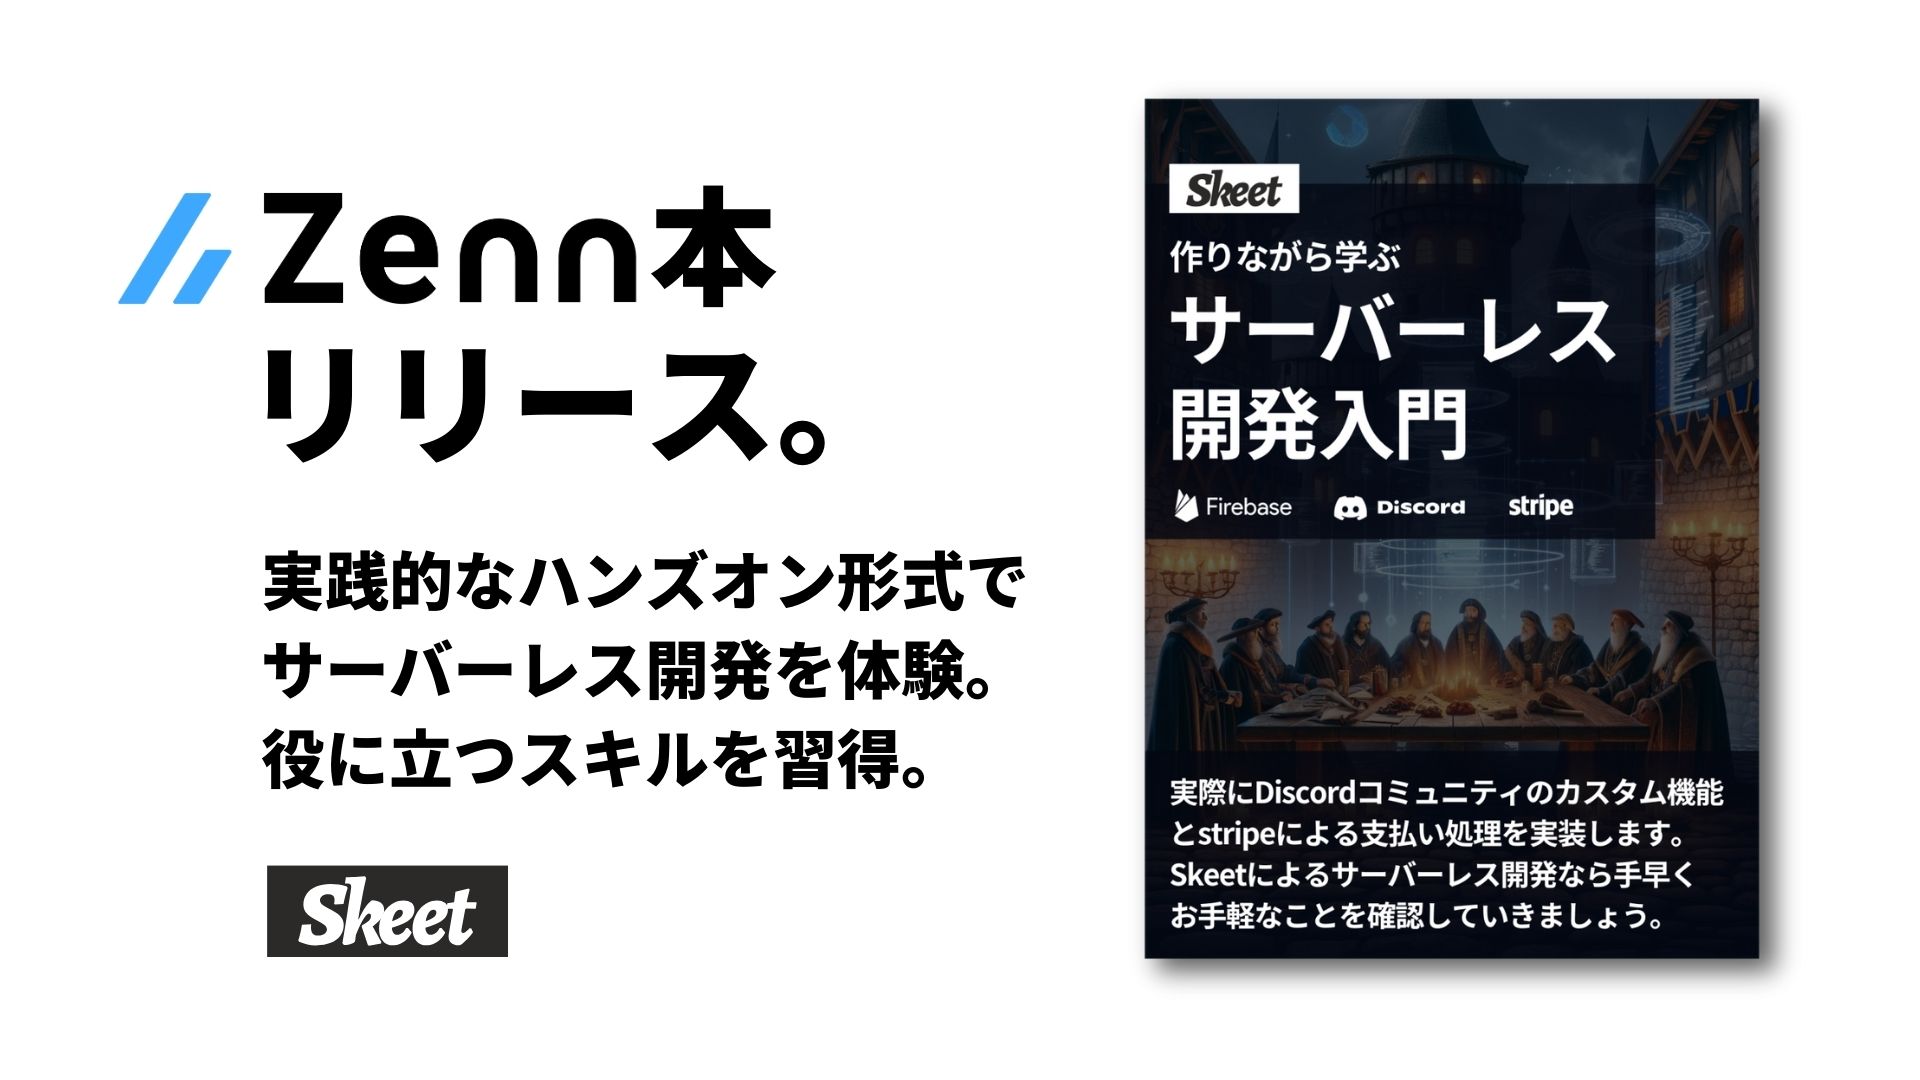 Zenn本
リリース。
実践的なハンズオン形式で
サーバーレス開発を体験。
役に立つスキルを習得。
Skeet
Skeet
作りながら学ぶ
サーバーレス
開発入門
Firebase Discord stripe
実際にDiscordコミュニティのカスタム機能
とstripeによる支払い処理を実装します。
Skeetによるサーバーレス開発なら手早く
お手軽なことを確認していきましょう。